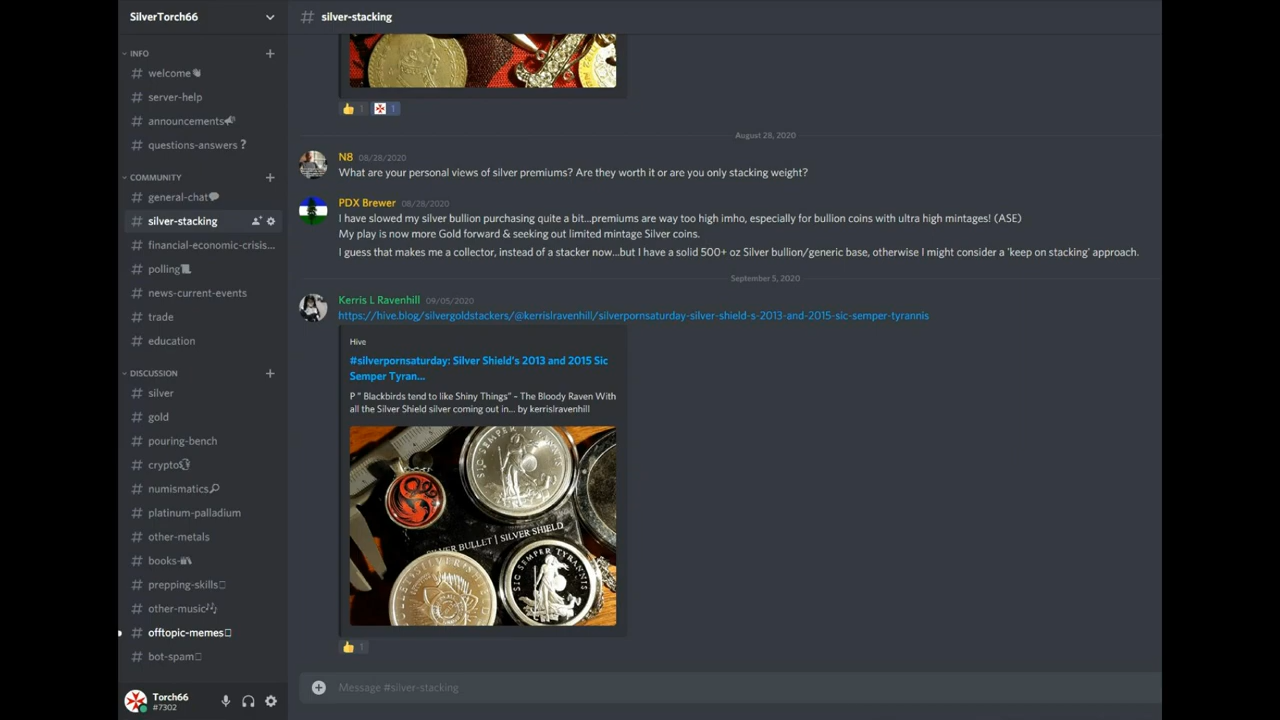 SilverTorch66
INFO
# welcome
# server-help
# announcements
# questions-answers ?
COMMUNITY
# general-chat
# silver-stacking
# financial-economic-crisis...
# polling
# news-current-events
# trade
# education
DISCUSSION
# silver
# gold
# pouring-bench
# crypto
# numismatics
# platinum-palladium
# other-metals
# books-
# prepping-skills
# other-music
# offtopic-memes
# bot-spam
Torch66
#7302
# silver-stacking
1 1
August 28, 2020
N8 08/28/2020
What are your personal views of silver premiums? Are they worth it or are you only stacking weight?
PDX Brewer 08/28/2020
I have slowed my silver bullion purchasing quite a bit...premiums are way too high imho, especially for bullion coins with ultra high mintages! (ASE)
My play is now more Gold forward & seeking out limited mintage Silver coins.
I guess that makes me a collector, instead of a stacker now...but I have a solid 500+ oz Silver bullion/generic base, otherwise I might consider a 'keep on stacking' approach.
September 5, 2020
Kerris L Ravenhill 09/05/2020
https://hive.blog/silvergoldstackers/@kerrislravenhill/silverpornsaturday-silver-shield-s-2013-and-2015-sic-semper-tyrannis
Hive
#silverpornsaturday: Silver Shield's 2013 and 2015 Sic
Semper Tyran...
P " Blackbirds tend to like Shiny Things" - The Bloody Raven With
all the Silver Shield silver coming out in... by kerrislravenhill
SIC SEMPER TYRANNIS
SILVER BULLET | SILVER SHIELD
SIC SEMPER TYRANNIS
1
Message #silver-stacking